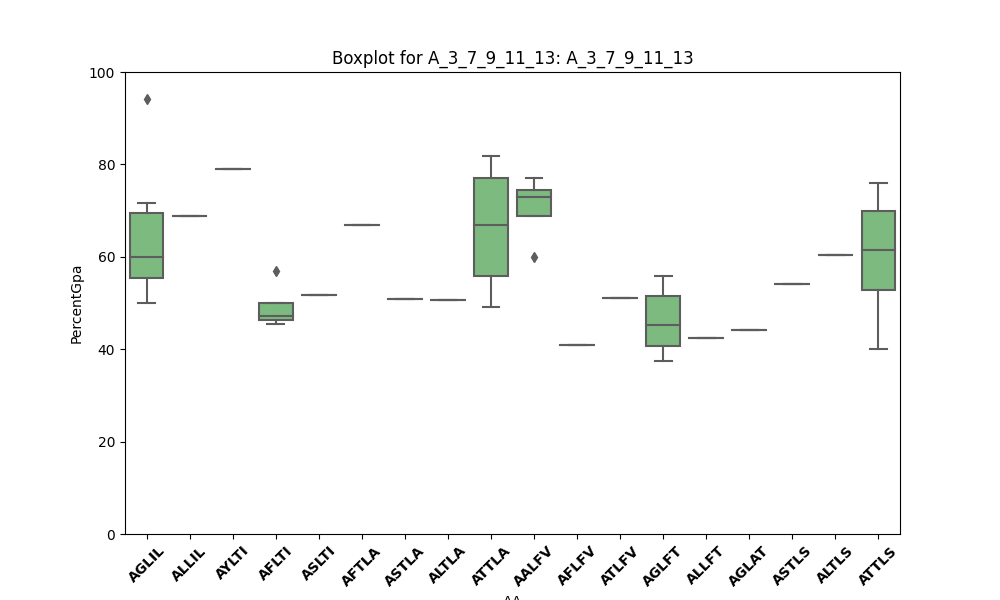 Boxplot for A_3_7_9_11_13: A_3_7_9_11_13
100
80
60
40
20
0
PercentGpa
AGLIL
ALLIL
AYLTI
AFLTI
ASLTI
AFTLA
ASTLA
ALTLA
ATTLA
AALFV
AFLFV
ATLFV
AGLFT
ALLFT
AGLAT
ASTLS
ALTLS
ATTLS
AA